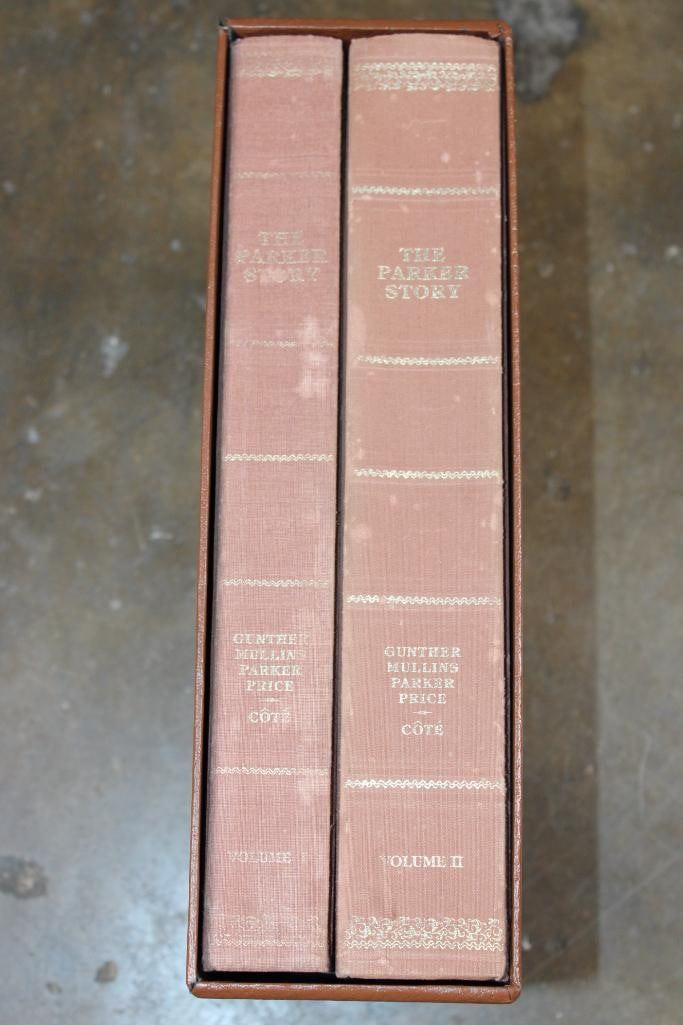 THE
PARKER
STORY
GUNTHER
MULLINS
PARKER
PRICE
CÔTÉ
VOLUME I
THE
PARKER
STORY
GUNTHER
MULLINS
PARKER
PRICE
CÔTÉ
VOLUME II